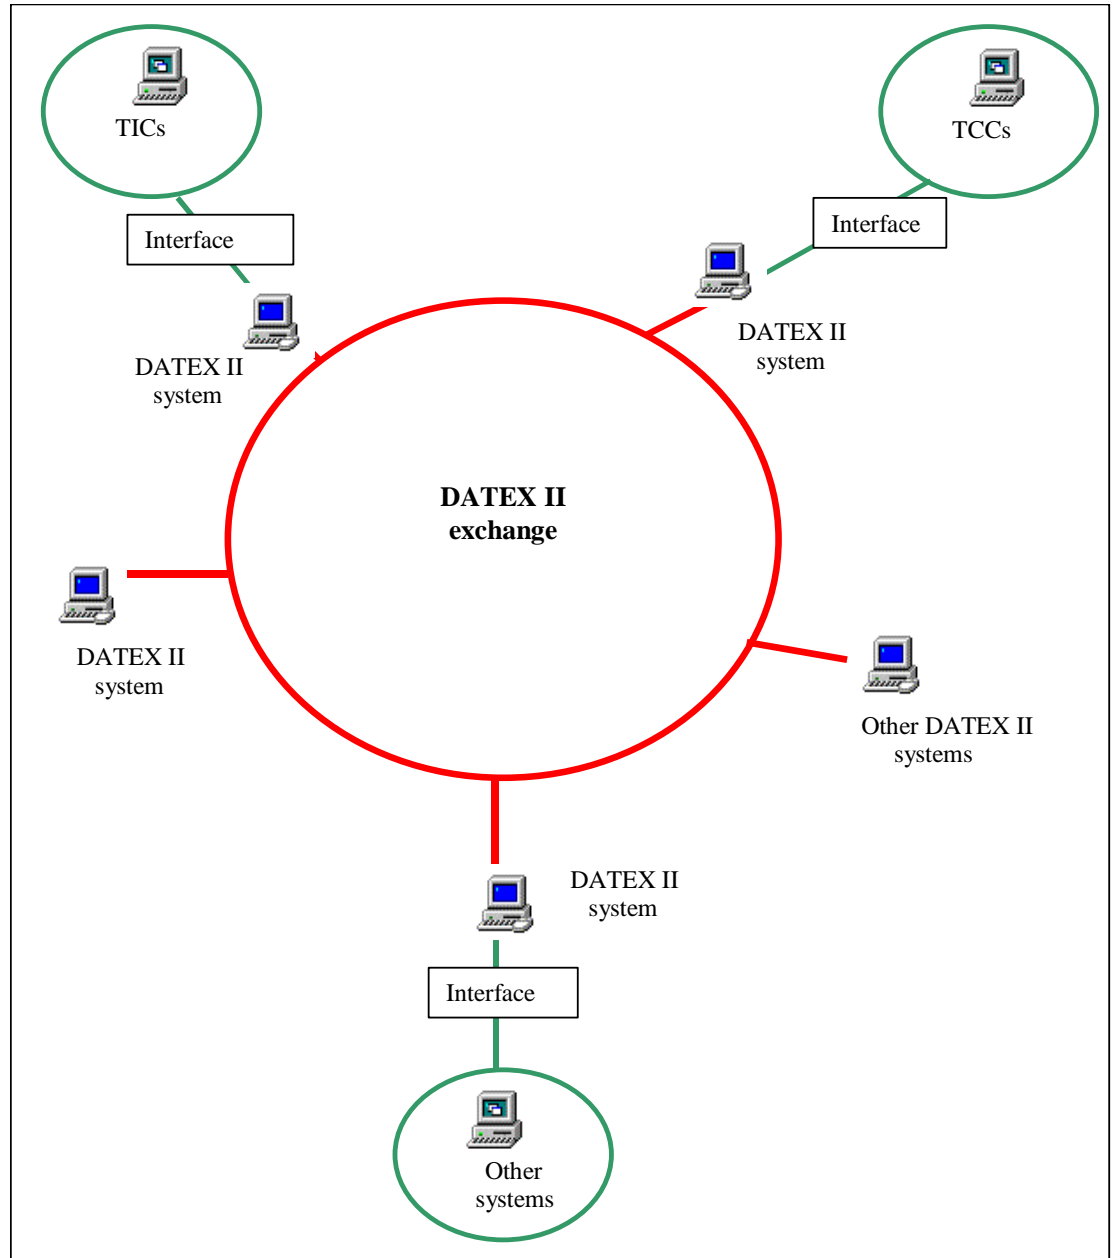 TICs
TCCs
Interface
Interface
DATEX II
system
DATEX II
system
DATEX II
exchange
DATEX II
system
Other DATEX II
systems
DATEX II
system
Interface
Other
systems